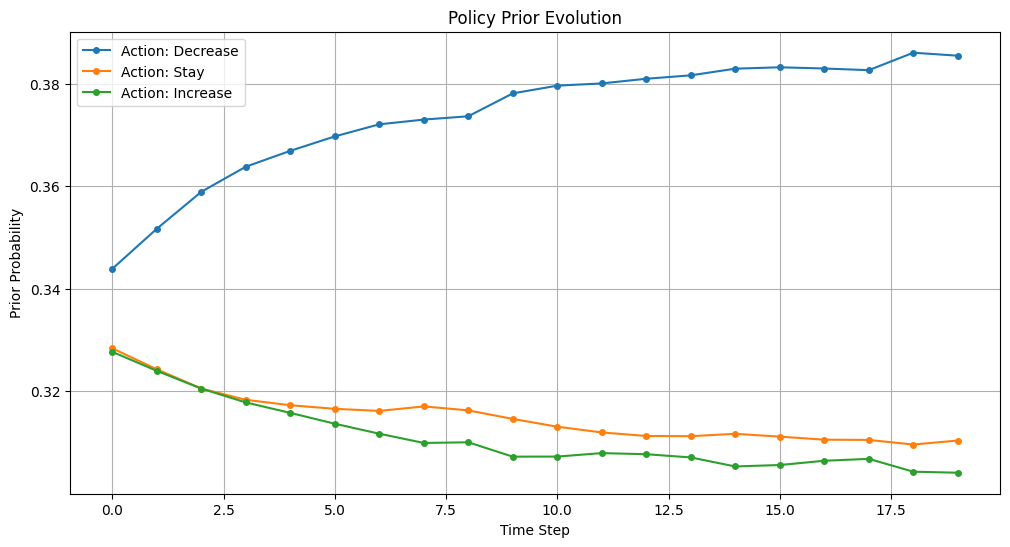 Policy Prior Evolution
Action: Decrease
Action: Stay
Action: Increase
Prior Probability
0.38
0.36
0.34
0.32
0.0 2.5 5.0 7.5 10.0 12.5 15.0 17.5
Time Step